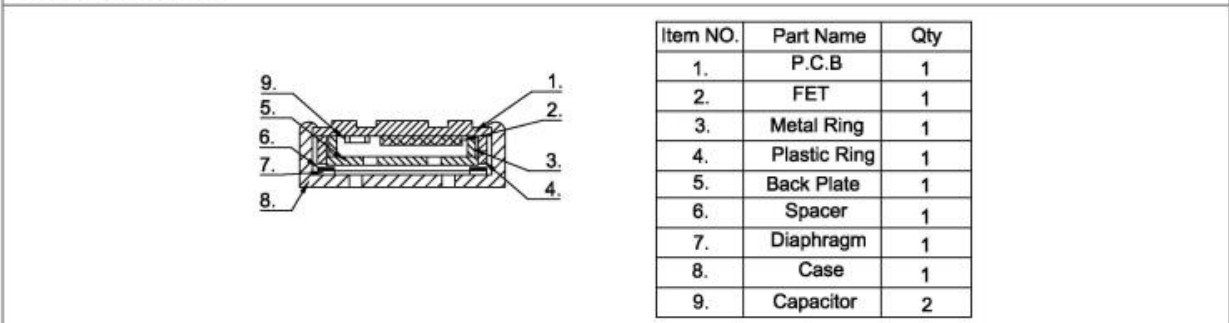 9.
5.
6.
7.
8.
1.
2.
3.
4.
Item NO. Part Name Qty
1. P.C.B 1
2. FET 1
3. Metal Ring 1
4. Plastic Ring 1
5. Back Plate 1
6. Spacer 1
7. Diaphragm 1
8. Case 1
9. Capacitor 2